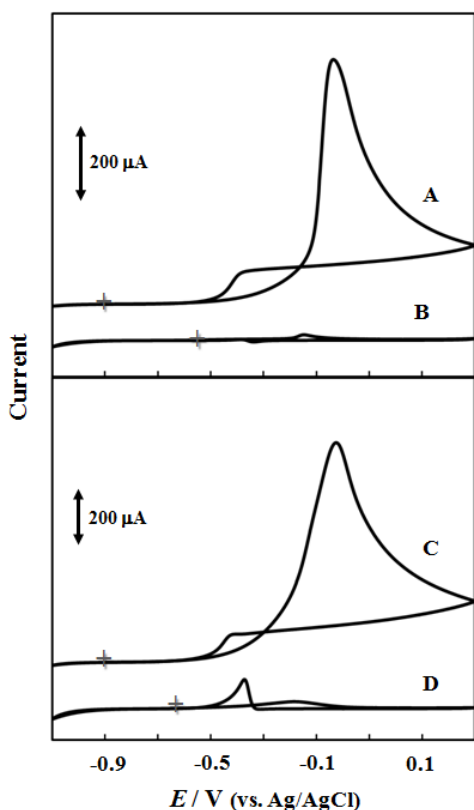 200 µA
A
B
Current
200 µA
C
D
-0.9 -0.5 -0.1 0.1
E / V (vs. Ag/AgCl)